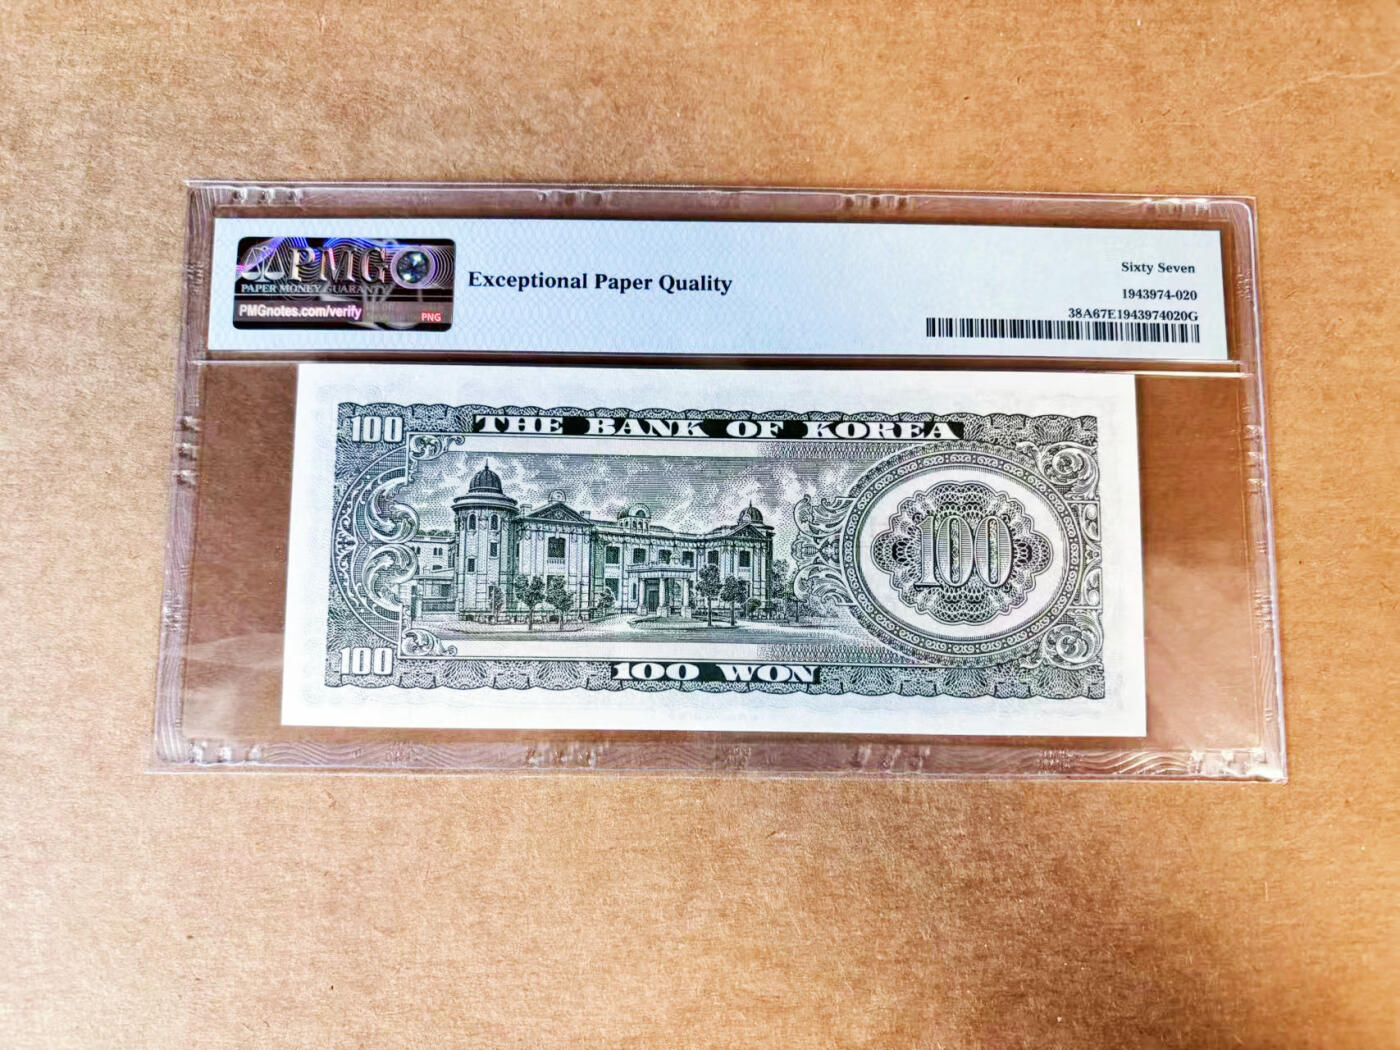 PMG
PAPER MONEY GUARANTY
PMGnotes.com/verify
PNG
Exceptional Paper Quality
Sixty Seven
1943974-020
38A67E1943974020G
100
THE BANK OF KOREA
100
100
100 WON